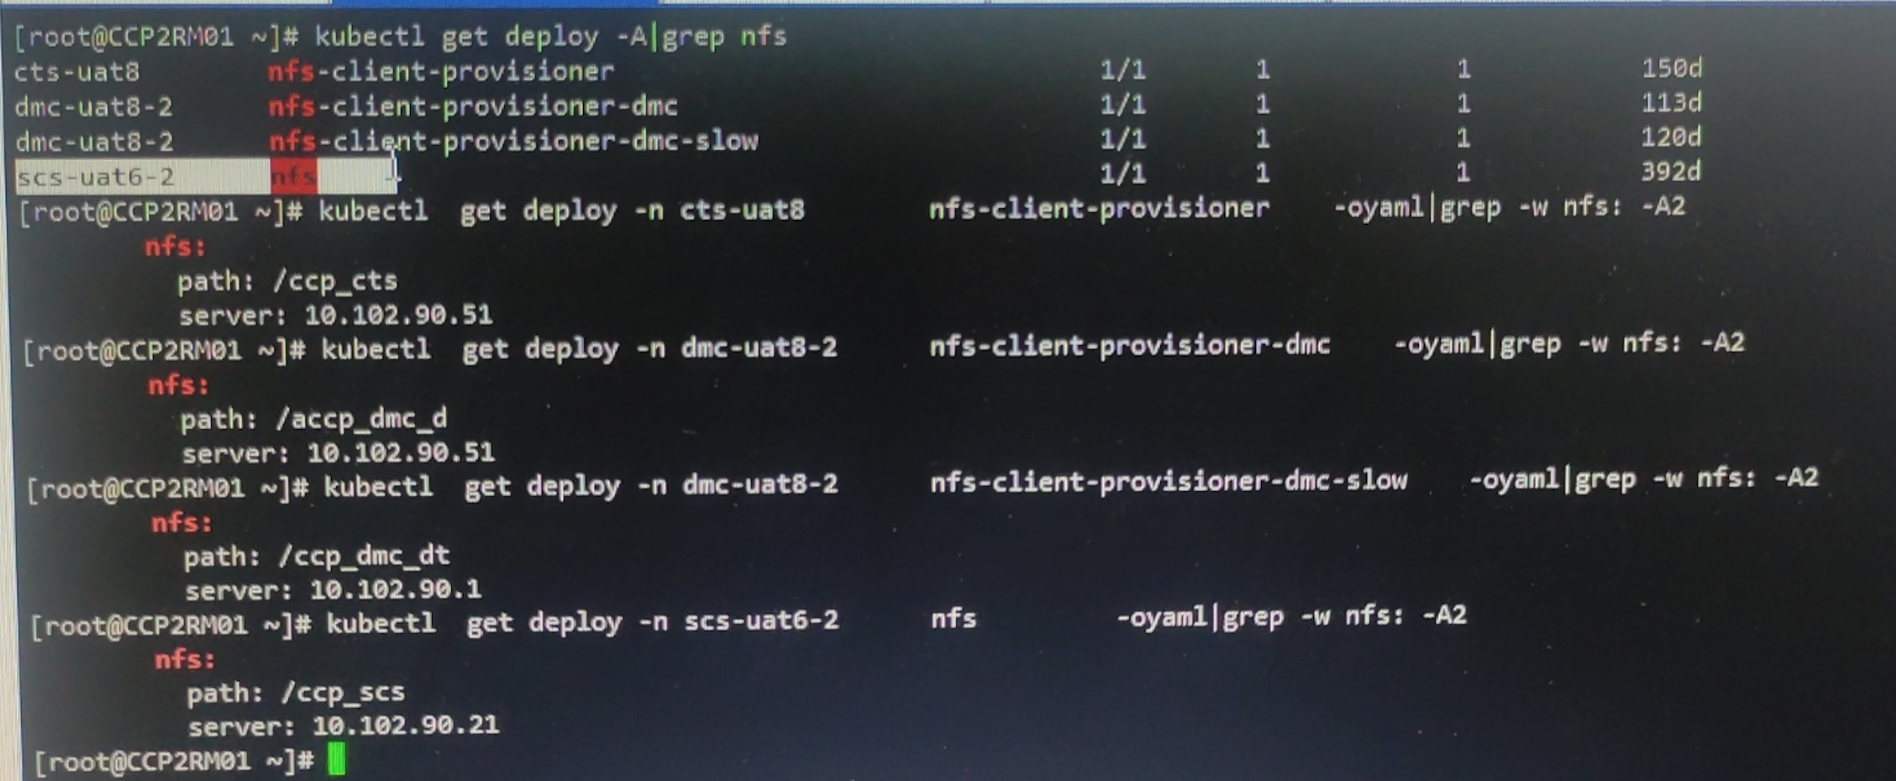 [root@CCP2RM01 ~]# kubectl get deploy -A|grep nfs
cts-uat8 nfs-client-provisioner 1/1 1 1 150d
dmc-uat8-2 nfs-client-provisioner-dmc 1/1 1 1 113d
dmc-uat8-2 nfs-client-provisioner-dmc-slow 1/1 1 1 120d
scs-uat6-2 nfs 1/1 1 1 392d
[root@CCP2RM01 ~]# kubectl get deploy -n cts-uat8 nfs-client-provisioner -oyaml|grep -w nfs: -A2
nfs:
path: /ccp_cts
server: 10.102.90.51
[root@CCP2RM01 ~]# kubectl get deploy -n dmc-uat8-2 nfs-client-provisioner-dmc -oyaml|grep -w nfs: -A2
nfs:
path: /accp_dmc_d
server: 10.102.90.51
[root@CCP2RM01 ~]# kubectl get deploy -n dmc-uat8-2 nfs-client-provisioner-dmc-slow -oyaml|grep -w nfs: -A2
nfs:
path: /ccp_dmc_dt
server: 10.102.90.1
[root@CCP2RM01 ~]# kubectl get deploy -n scs-uat6-2 nfs -oyaml|grep -w nfs: -A2
nfs:
path: /ccp_scs
server: 10.102.90.21
[root@CCP2RM01 ~]#